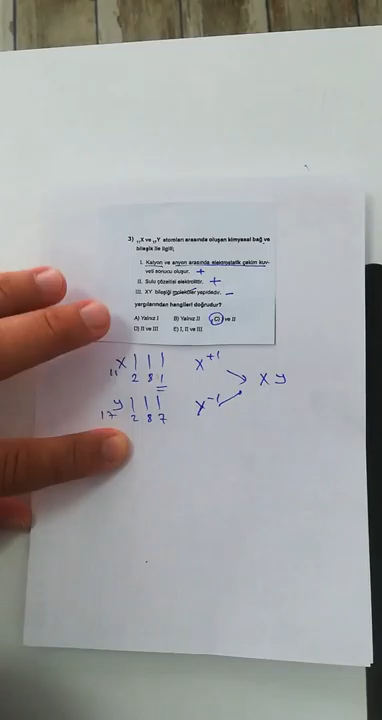 3) ₁₁X ve ₁₇Y atomları arasında oluşan kimyasal bağ ve
bileşik ile ilgili;
I. Katyon ve anyon arasında elektrostatik çekim kuv-
veti sonucu oluşur. +
II. Sulu çözeltisi elektrolittir. +
III. XY bileşiği moleküler yapıdadır. −
yargılarından hangileri doğrudur?
A) Yalnız I B) Yalnız II C) I ve II
D) II ve III E) I, II ve III
₁₁X 2 8 1 X⁺¹
XY
₁₇y 2 8 7 X⁻¹